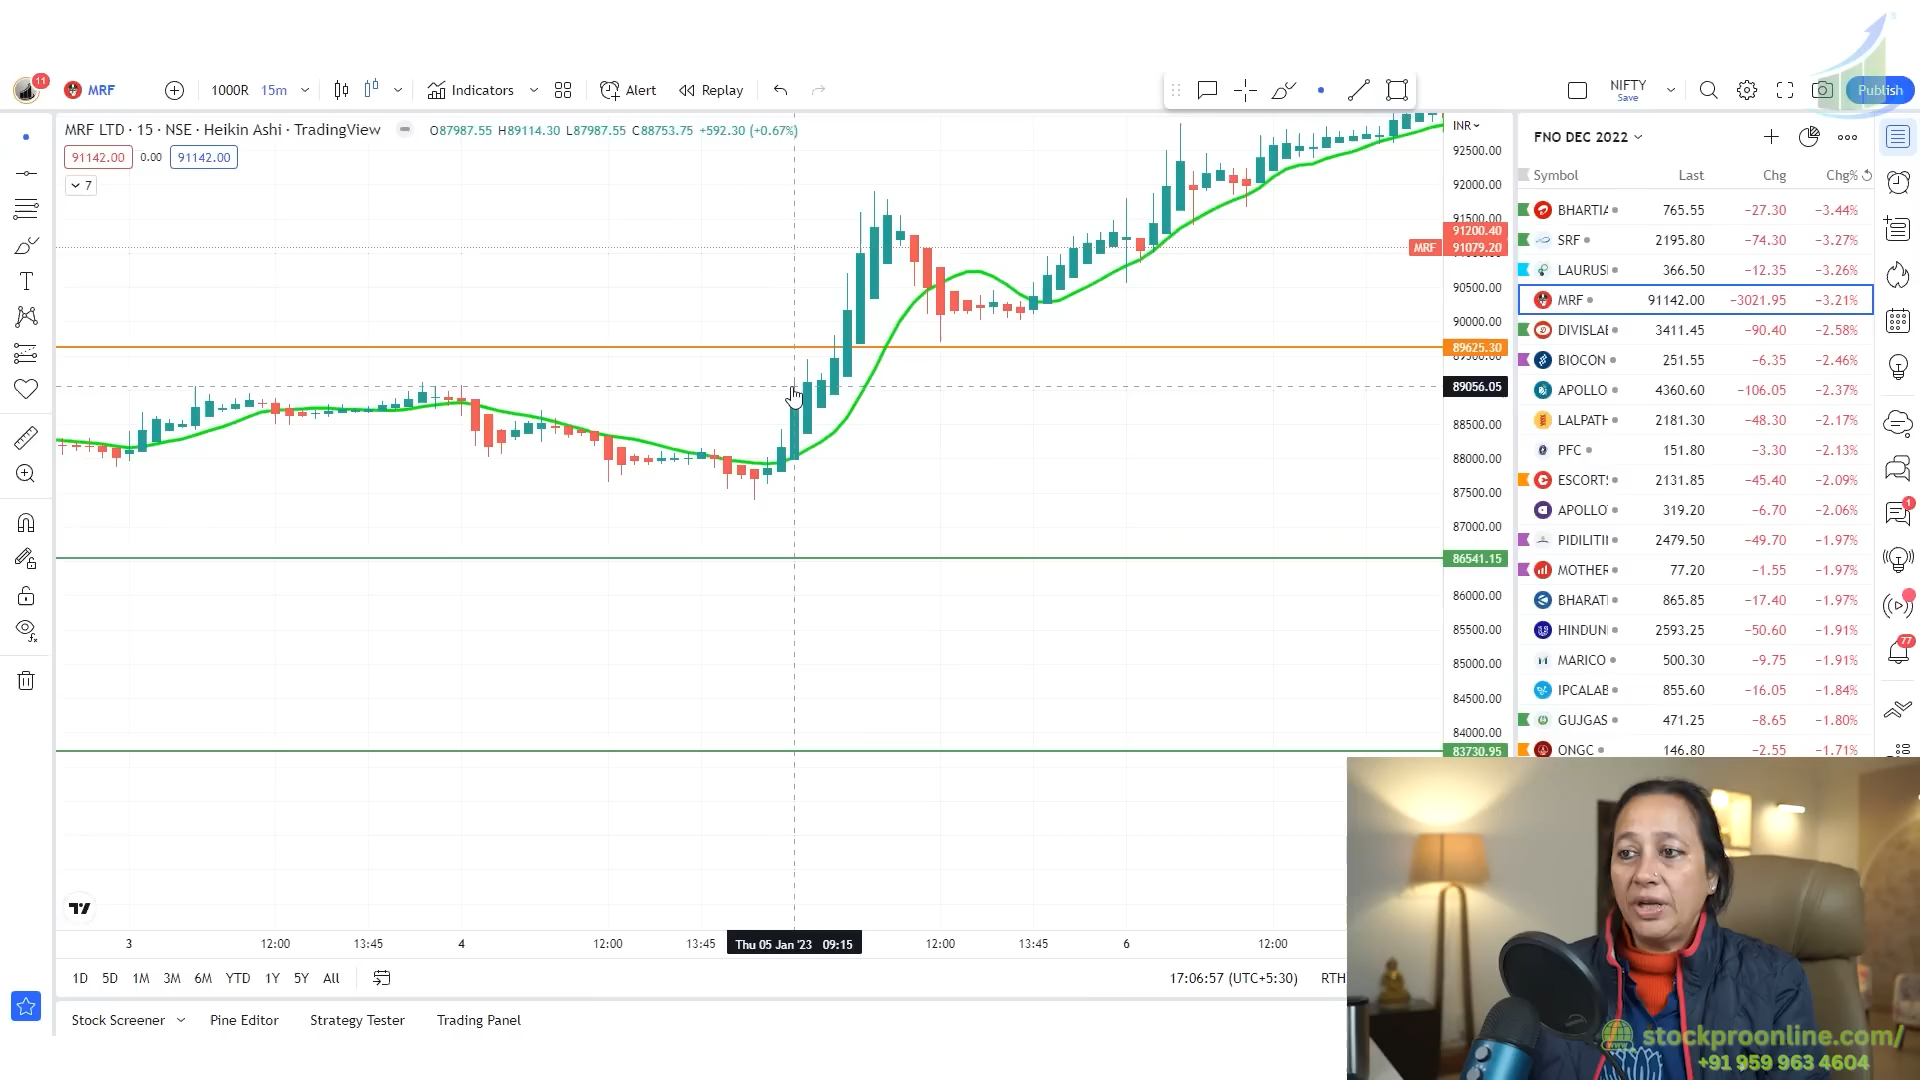 11 MRF 1000R 15m Indicators Alert Replay NIFTY Save Publish
MRF LTD · 15 · NSE · Heikin Ashi · TradingView O87987.55 H89114.30 L87987.55 C88753.75 +592.30 (+0.67%)
91142.00 0.00 91142.00
7
INR
92500.00
92000.00
91500.00
91200.40
MRF 91079.20
90500.00
90000.00
89625.30
89056.05
88500.00
88000.00
87500.00
87000.00
86541.15
86000.00
85500.00
85000.00
84500.00
84000.00
83730.95
3 12:00 13:45 4 12:00 13:45 Thu 05 Jan '23 09:15 12:00 13:45 6 12:00
1D 5D 1M 3M 6M YTD 1Y 5Y All 17:06:57 (UTC+5:30) RTH
Stock Screener Pine Editor Strategy Tester Trading Panel
FNO DEC 2022
Symbol Last Chg Chg%
BHARTIA 765.55 −27.30 −3.44%
SRF 2195.80 −74.30 −3.27%
LAURUSI 366.50 −12.35 −3.26%
MRF 91142.00 −3021.95 −3.21%
DIVISLAE 3411.45 −90.40 −2.58%
BIOCON 251.55 −6.35 −2.46%
APOLLO 4360.60 −106.05 −2.37%
LALPATH 2181.30 −48.30 −2.17%
PFC 151.80 −3.30 −2.13%
ESCORTS 2131.85 −45.40 −2.09%
APOLLO 319.20 −6.70 −2.06%
PIDILITII 2479.50 −49.70 −1.97%
MOTHER 77.20 −1.55 −1.97%
BHARATI 865.85 −17.40 −1.97%
HINDUNI 2593.25 −50.60 −1.91%
MARICO 500.30 −9.75 −1.91%
IPCALAB 855.60 −16.05 −1.84%
GUJGAS 471.25 −8.65 −1.80%
ONGC 146.80 −2.55 −1.71%
1
77
stockproonline.com/
+91 959 963 4604